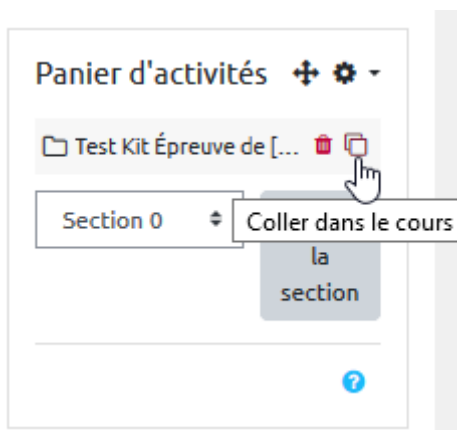 Panier d'activités
Test Kit Épreuve de [...
Section 0
Coller dans le cours
la
section
?